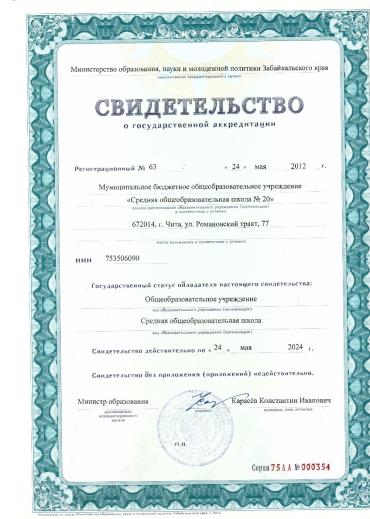 Министерство образования, науки и молодежной политики Забайкальского края
наименование аккредитационного органа
СВИДЕТЕЛЬСТВО
о государственной аккредитации
Регистрационный № 63 « 24 » мая 2012 г.
Муниципальное бюджетное общеобразовательное учреждение
«Средняя общеобразовательная школа № 20»
полное наименование образовательного учреждения (организации)
в соответствии с уставом
672014, г. Чита, ул. Романовский тракт, 77
место нахождения в соответствии с уставом
ИНН 753506090
Государственный статус обладателя настоящего свидетельства:
Общеобразовательное учреждение
тип образовательного учреждения (организации)
Средняя общеобразовательная школа
вид образовательного учреждения (организации)
Свидетельство действительно по « 24 » мая 2024 г.
Свидетельство без приложения (приложений) недействительно.
Министр образования Карасёв Константин Иванович
руководитель подпись фамилия, имя, отчество
аккредитационного
органа
М.П.
Серия 75АА № 000354